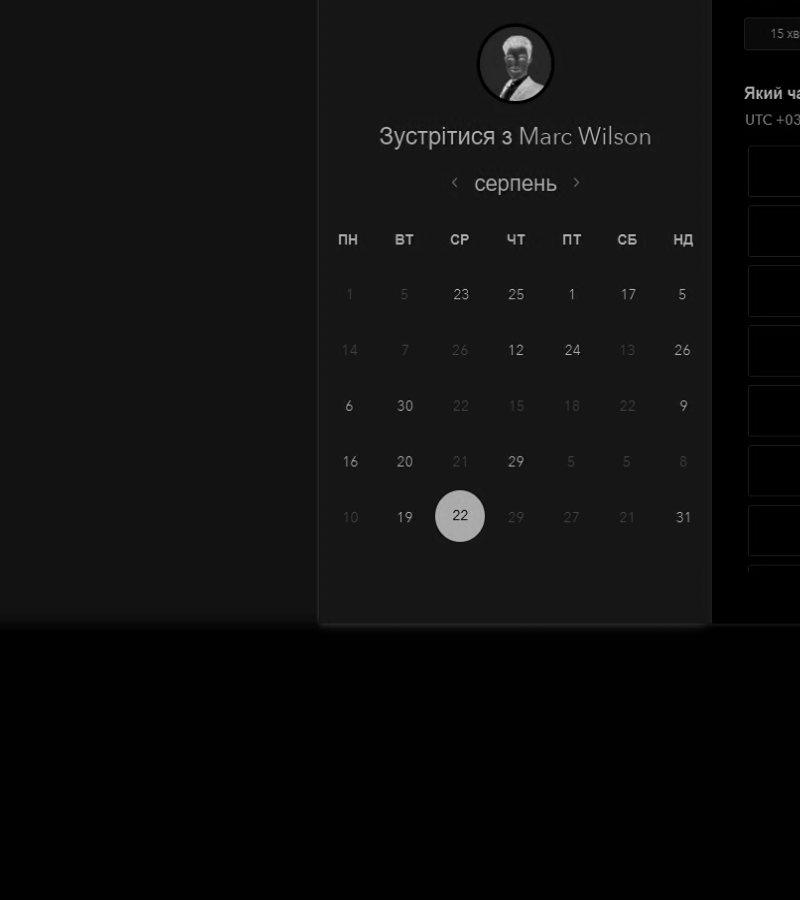 15 хв
Який ча
UTC +03
Зустрітися з Marc Wilson
серпень
ПН ВТ СР ЧТ ПТ СБ НД
1 5 23 25 1 17 5
14 7 26 12 24 13 26
6 30 22 15 18 22 9
16 20 21 29 5 5 8
10 19 22 29 27 21 31